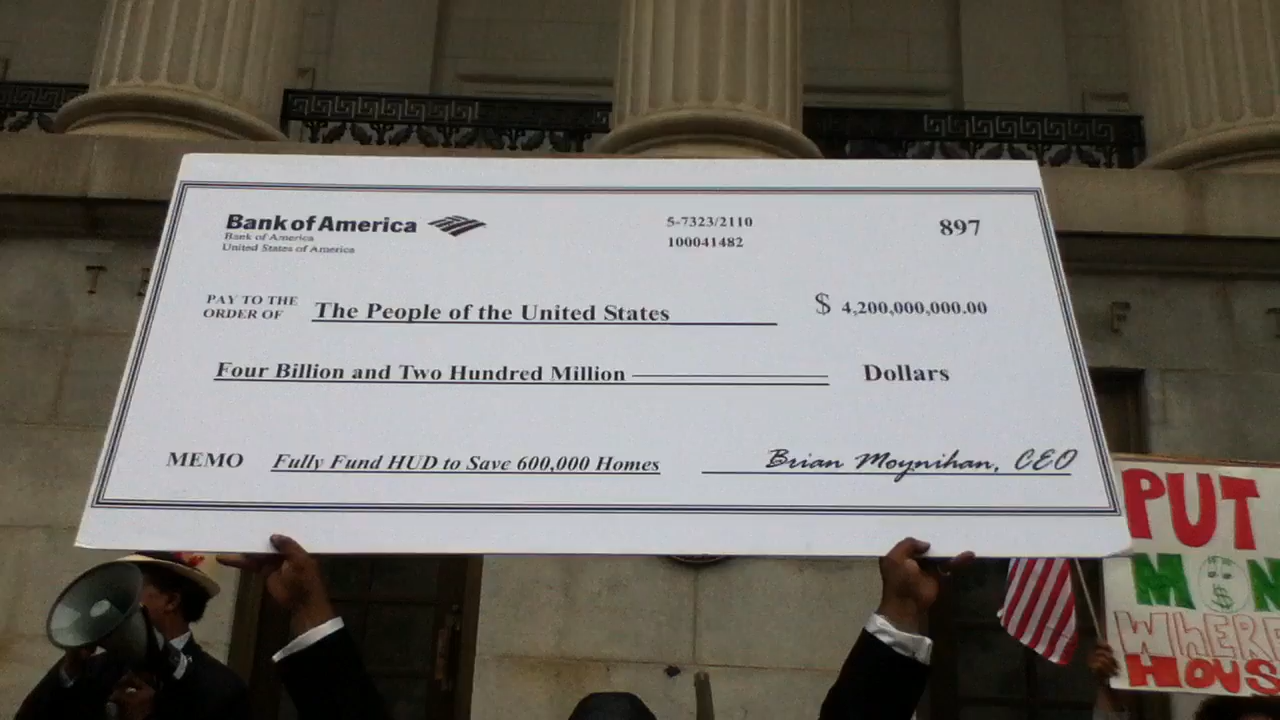 Bank of America
Bank of America
United States of America
5-7323/2110
100041482
897
PAY TO THE
ORDER OF
The People of the United States
$ 4,200,000,000.00
Four Billion and Two Hundred Million
Dollars
MEMO
Fully Fund HUD to Save 600,000 Homes
Brian Moynihan, CEO
PUT
WHERE